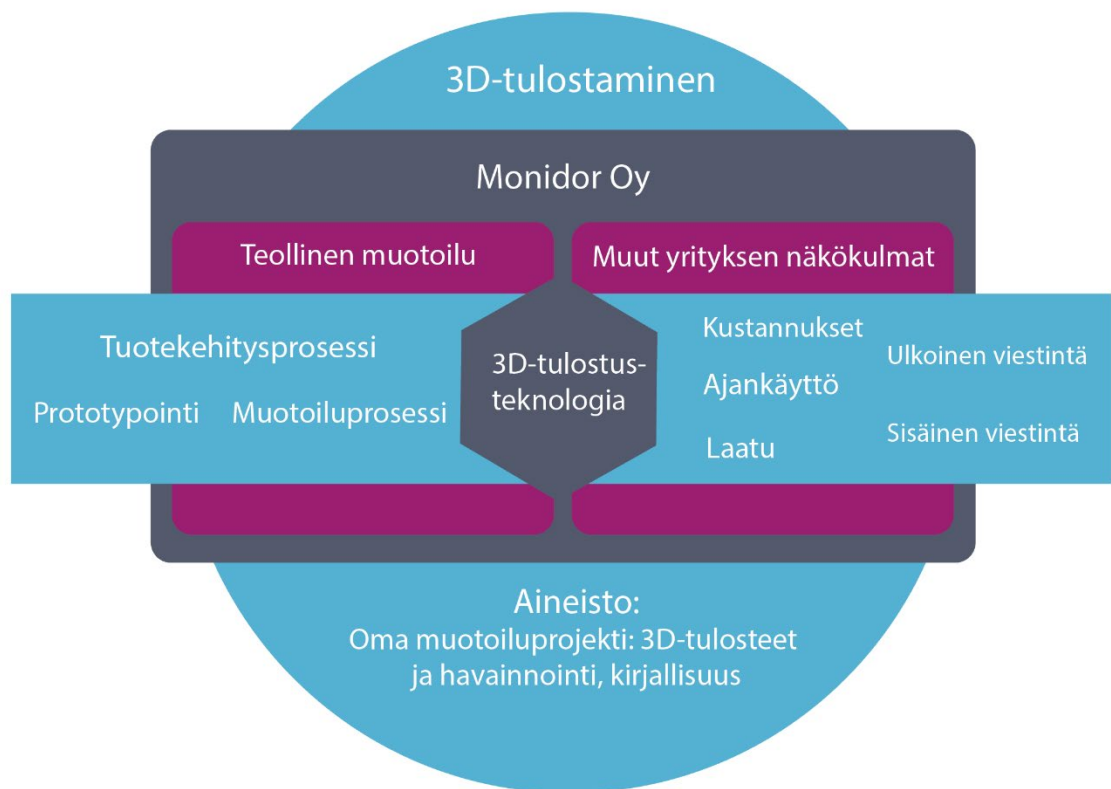 3D-tulostaminen
Monidor Oy
Teollinen muotoilu
Muut yrityksen näkökulmat
Tuotekehitysprosessi
Prototypointi
Muotoiluprosessi
3D-tulostus-
teknologia
Kustannukset
Ajankäyttö
Laatu
Ulkoinen viestintä
Sisäinen viestintä
Aineisto:
Oma muotoiluprojekti: 3D-tulosteet
ja havainnointi, kirjallisuus